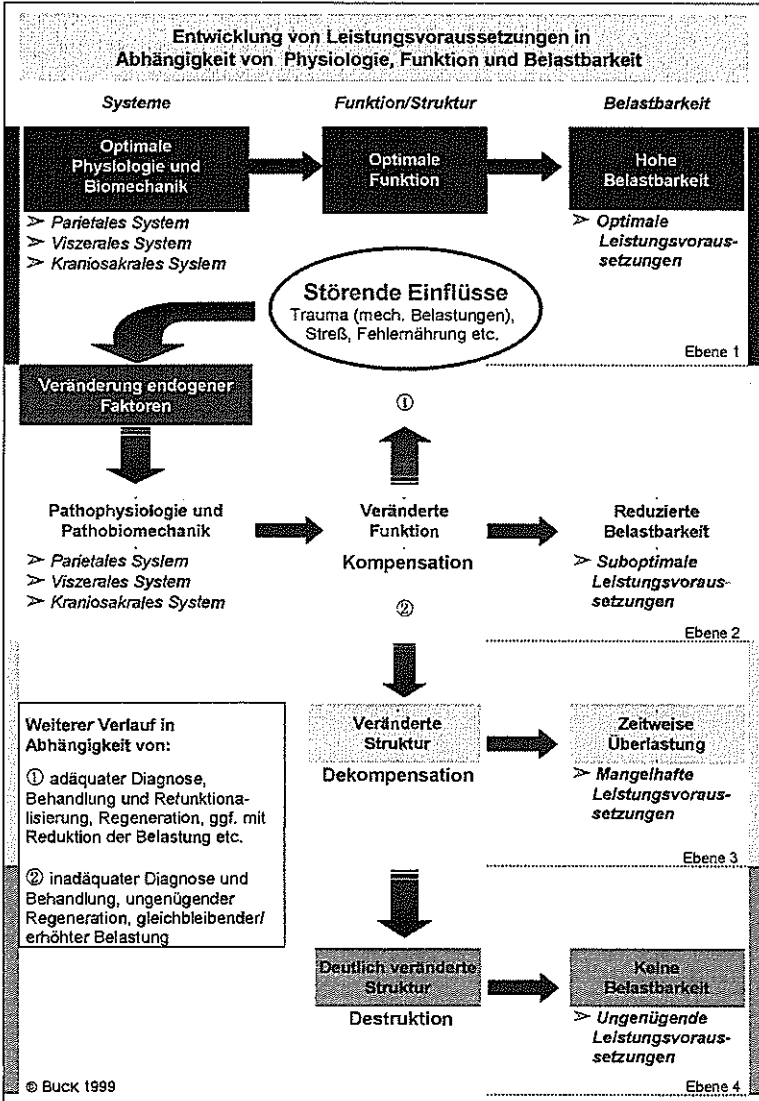 Entwicklung von Leistungsvoraussetzungen in
Abhängigkeit von Physiologie, Funktion und Belastbarkeit
Systeme
Funktion/Struktur
Belastbarkeit
Optimale
Physiologie und
Biomechanik
Optimale
Funktion
Hohe
Belastbarkeit
➢ Parietales System
➢ Viszerales System
➢ Kraniosakrales System
➢ Optimale
Leistungsvoraus-
setzungen
Störende Einflüsse
Trauma (mech. Belastungen),
Streß, Fehlernährung etc.
Ebene 1
Veränderung endogener
Faktoren
①
Pathophysiologie und
Pathobiomechanik
Veränderte
Funktion
Kompensation
Reduzierte
Belastbarkeit
➢ Parietales System
➢ Viszerales System
➢ Kraniosakrales System
➢ Suboptimale
Leistungsvoraus-
setzungen
②
Ebene 2
Weiterer Verlauf in
Abhängigkeit von:
① adäquater Diagnose,
Behandlung und Refunktiona-
lisierung, Regeneration, ggf. mit
Reduktion der Belastung etc.
② inadäquater Diagnose und
Behandlung, ungenügender
Regeneration, gleichbleibender/
erhöhter Belastung
Veränderte
Struktur
Dekompensation
Zeitweise
Überlastung
➢ Mangelhafte
Leistungsvoraus-
setzungen
Ebene 3
Deutlich veränderte
Struktur
Destruktion
Keine
Belastbarkeit
➢ Ungenügende
Leistungsvoraus-
setzungen
© BUCK 1999
Ebene 4